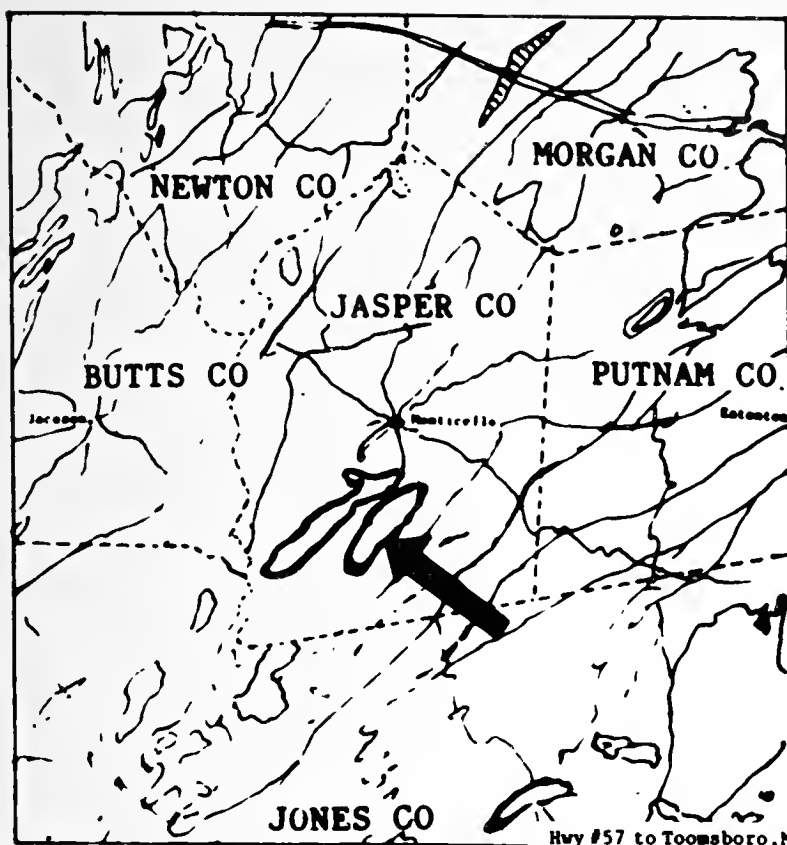 MORGAN CO
NEWTON CO
JASPER CO
BUTTS CO
PUTNAM CO.
Monticello
JONES CO
Hwy #57 to Toomsboro.